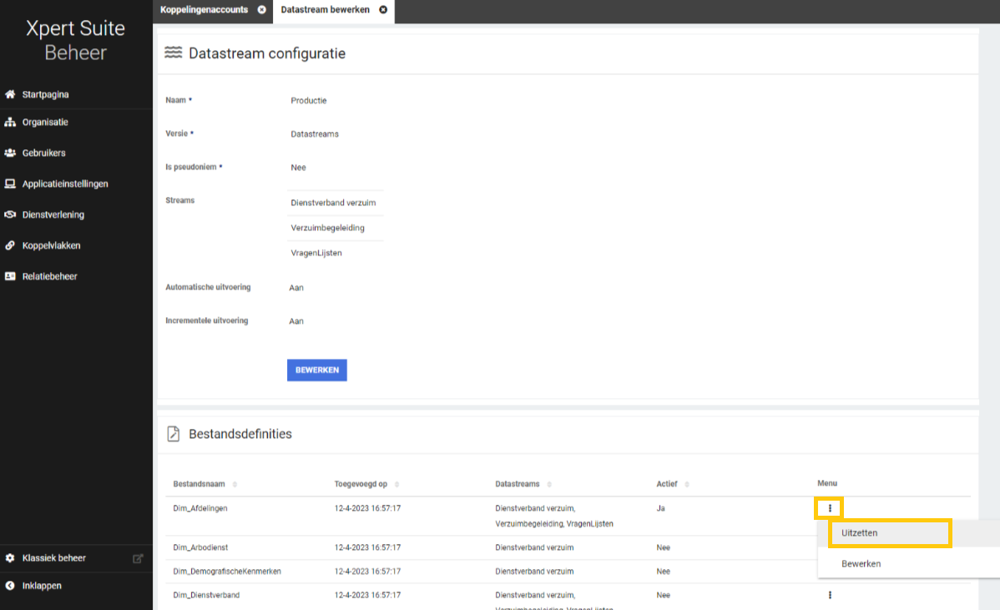 Koppelingenaccounts
Datastream bewerken
Xpert Suite
Beheer
Startpagina
Organisatie
Gebruikers
Applicatieinstellingen
Dienstverlening
Koppelvlakken
Relatiebeheer
Klassiek beheer
Inklappen
Datastream configuratie
Naam * Productie
Versie * Datastreams
Is pseudoniem * Nee
Streams Dienstverband verzuim
Verzuimbegeleiding
VragenLijsten
Automatische uitvoering Aan
Incrementele uitvoering Aan
BEWERKEN
Bestandsdefinities
Bestandsnaam Toegevoegd op Datastreams Actief Menu
Dim_Afdelingen 12-4-2023 16:57:17 Dienstverband verzuim, Ja
Verzuimbegeleiding, VragenLijsten
Uitzetten
Dim_Arbodienst 12-4-2023 16:57:17 Dienstverband verzuim Nee
Bewerken
Dim_DemografischeKenmerken 12-4-2023 16:57:17 Dienstverband verzuim Nee
Dim_Dienstverband 12-4-2023 16:57:17 Dienstverband verzuim, Nee
Verzuimbegeleiding, VragenLijsten